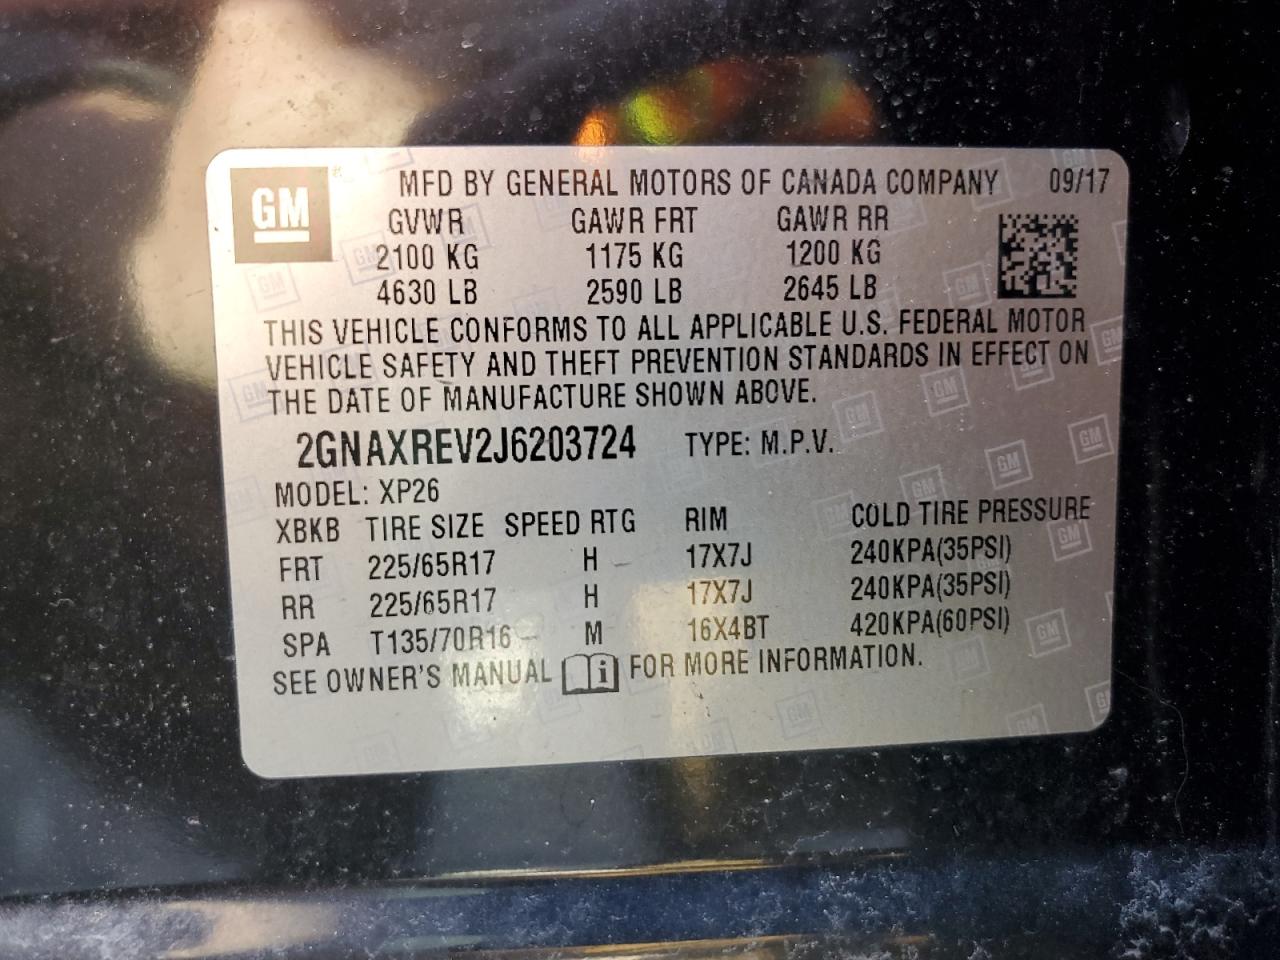 GM MFD BY GENERAL MOTORS OF CANADA COMPANY 09/17
GVWR GAWR FRT GAWR RR
2100 KG 1175 KG 1200 KG
4630 LB 2590 LB 2645 LB
THIS VEHICLE CONFORMS TO ALL APPLICABLE U.S. FEDERAL MOTOR
VEHICLE SAFETY AND THEFT PREVENTION STANDARDS IN EFFECT ON
THE DATE OF MANUFACTURE SHOWN ABOVE.
2GNAXREV2J6203724 TYPE: M.P.V.
MODEL: XP26
XBKB TIRE SIZE SPEED RTG RIM COLD TIRE PRESSURE
FRT 225/65R17 H 17X7J 240KPA(35PSI)
RR 225/65R17 H 17X7J 240KPA(35PSI)
SPA T135/70R16 M 16X4BT 420KPA(60PSI)
SEE OWNER'S MANUAL i FOR MORE INFORMATION.